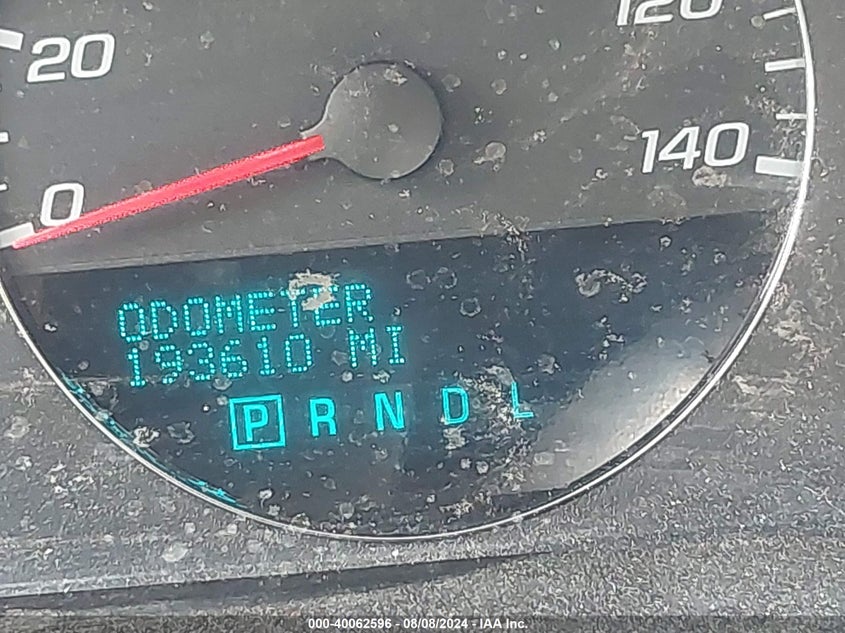 120
20
140
0
ODOMETER
193610 MI
P R N D L
000-40062596 - 08/08/2024 - IAA Inc.